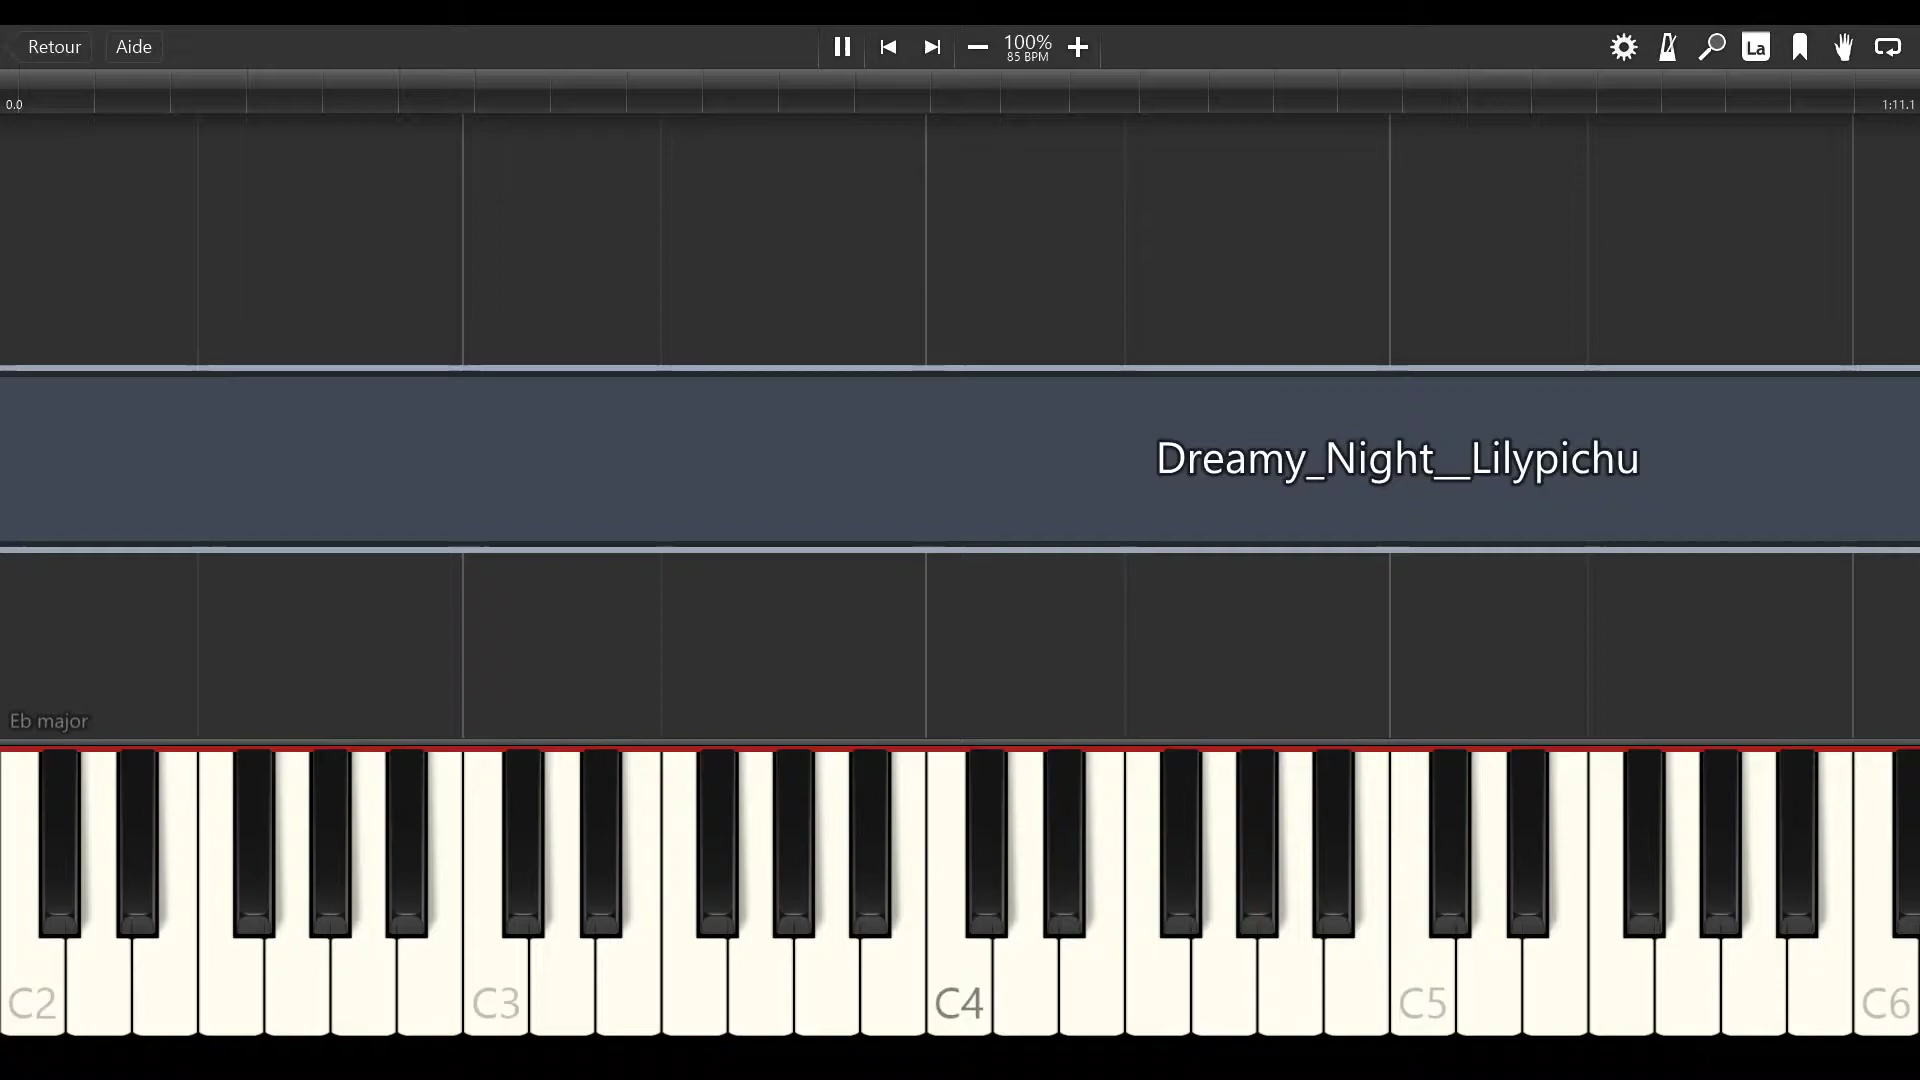 Retour Aide 100% La
85 BPM
0.0 1:11.1
Dreamy_Night__Lilypichu
Eb major
C2 C3 C4 C5 C6